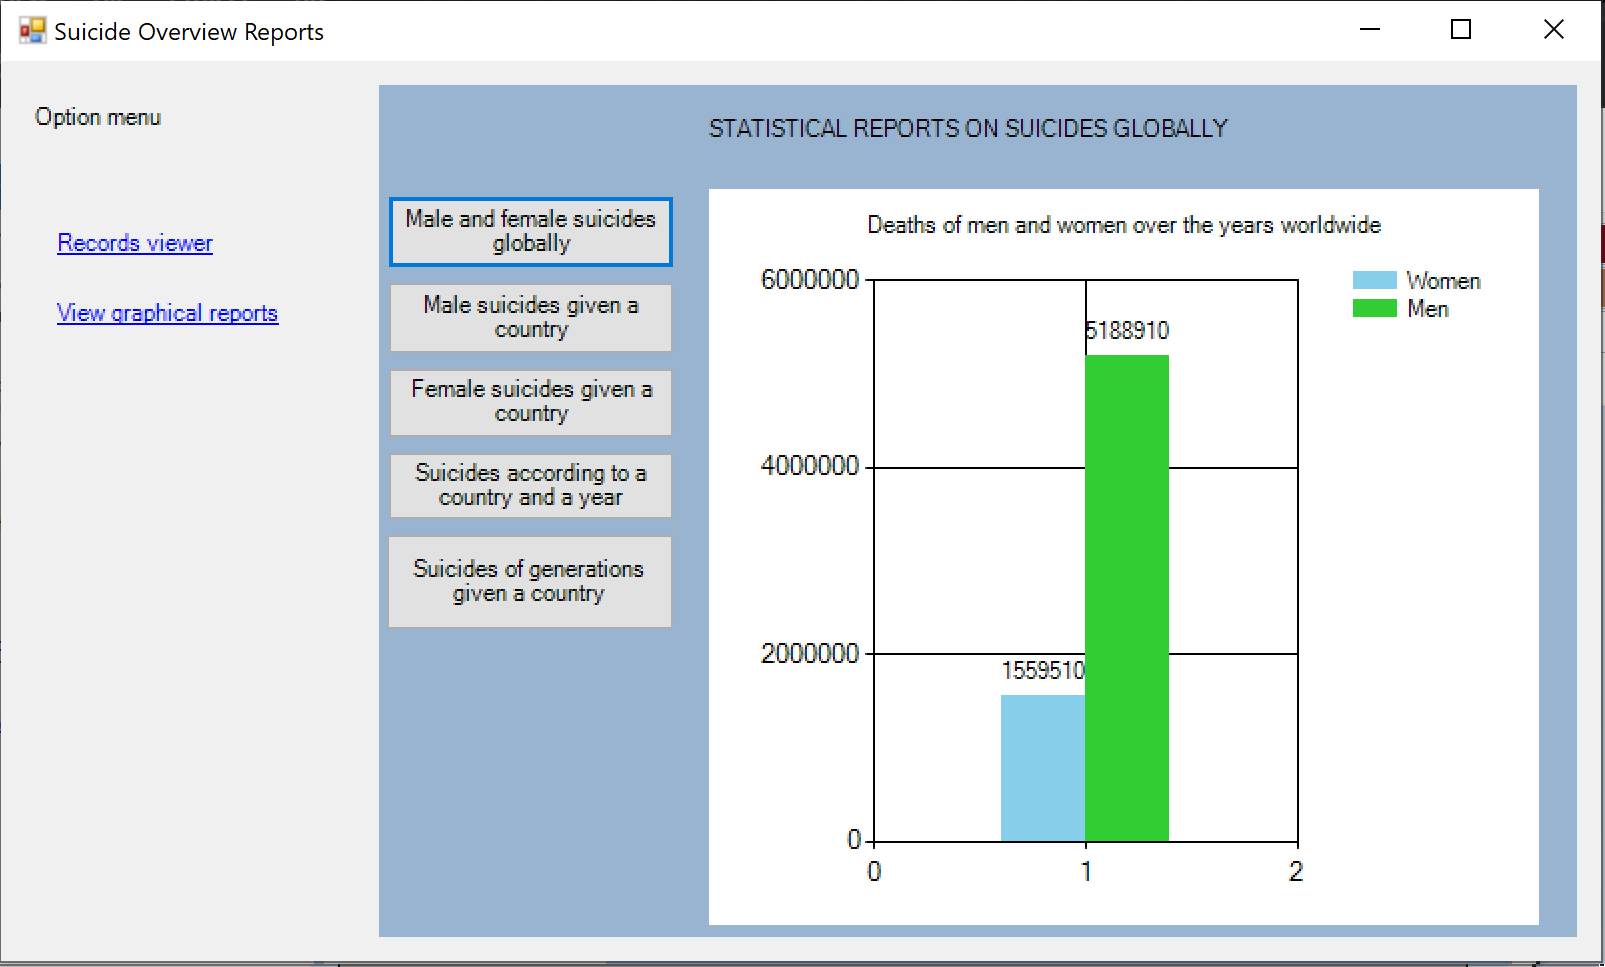 Suicide Overview Reports
Option menu
Records viewer
View graphical reports
STATISTICAL REPORTS ON SUICIDES GLOBALLY
Male and female suicides
globally
Male suicides given a
country
Female suicides given a
country
Suicides according to a
country and a year
Suicides of generations
given a country
Deaths of men and women over the years worldwide
6000000
4000000
2000000
0
5188910
1559510
0 1 2
Women
Men